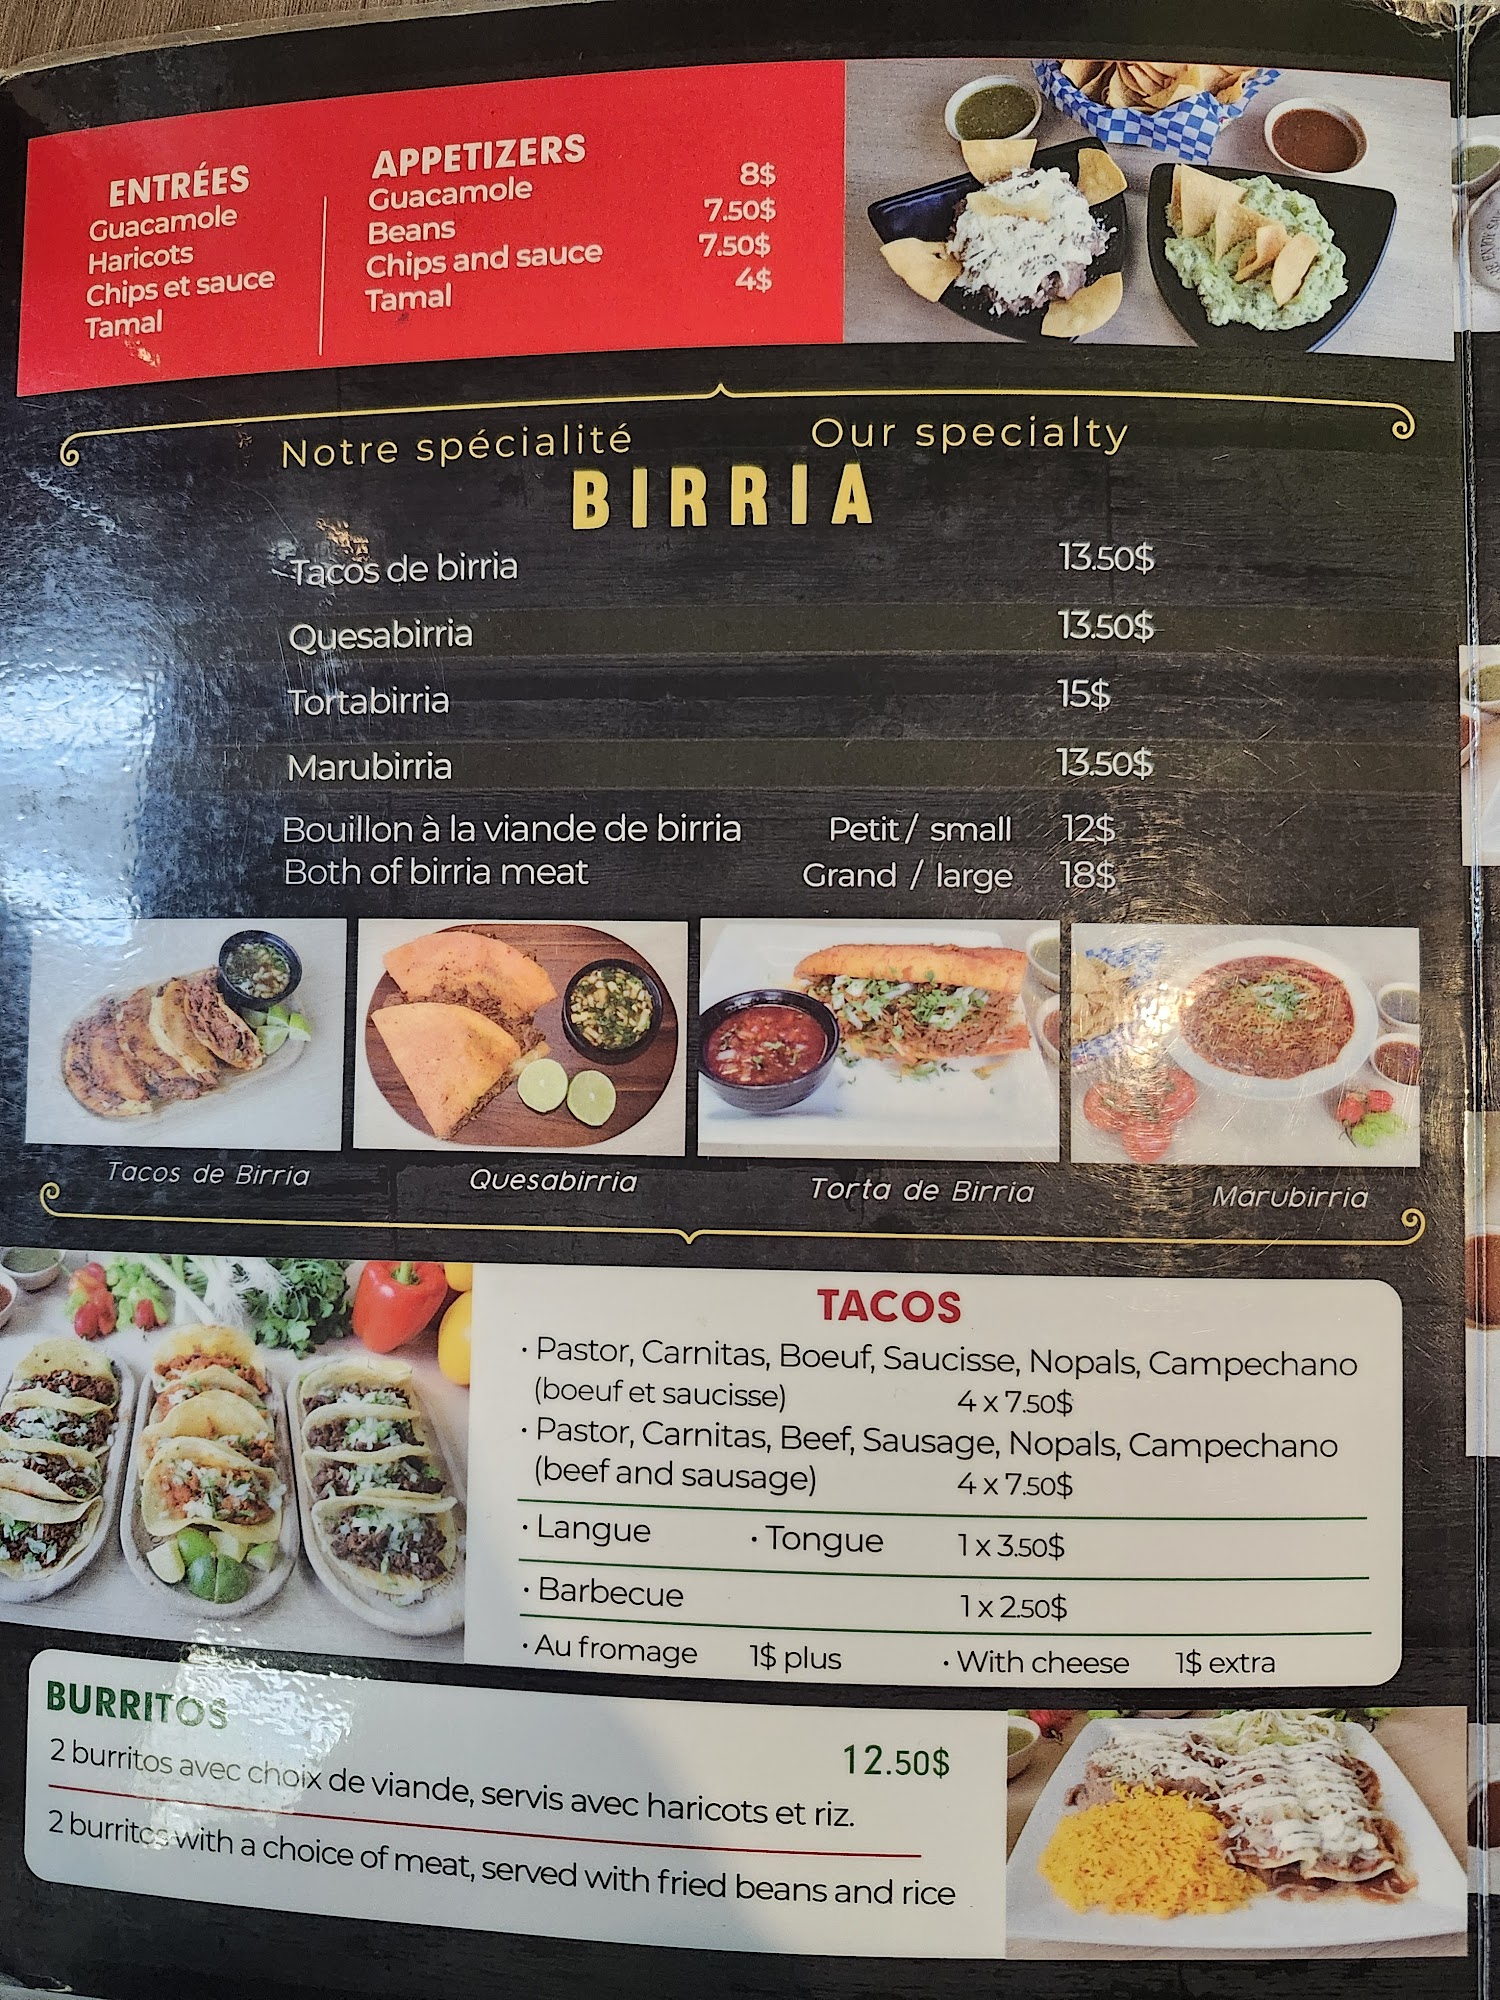 ENTRÉES
Guacamole
Haricots
Chips et sauce
Tamal
APPETIZERS
Guacamole 8$
Beans 7.50$
Chips and sauce 7.50$
Tamal 4$
Notre spécialité Our specialty
BIRRIA
Tacos de birria 13.50$
Quesabirria 13.50$
Tortabirria 15$
Marubirria 13.50$
Bouillon à la viande de birria Petit / small 12$
Both of birria meat Grand / large 18$
Tacos de Birria Quesabirria Torta de Birria Marubirria
TACOS
· Pastor, Carnitas, Boeuf, Saucisse, Nopals, Campechano
(boeuf et saucisse) 4 x 7.50$
· Pastor, Carnitas, Beef, Sausage, Nopals, Campechano
(beef and sausage) 4 x 7.50$
· Langue · Tongue 1 x 3.50$
· Barbecue 1 x 2.50$
· Au fromage 1$ plus · With cheese 1$ extra
BURRITOS
12.50$
2 burritos avec choix de viande, servis avec haricots et riz.
2 burritos with a choice of meat, served with fried beans and rice